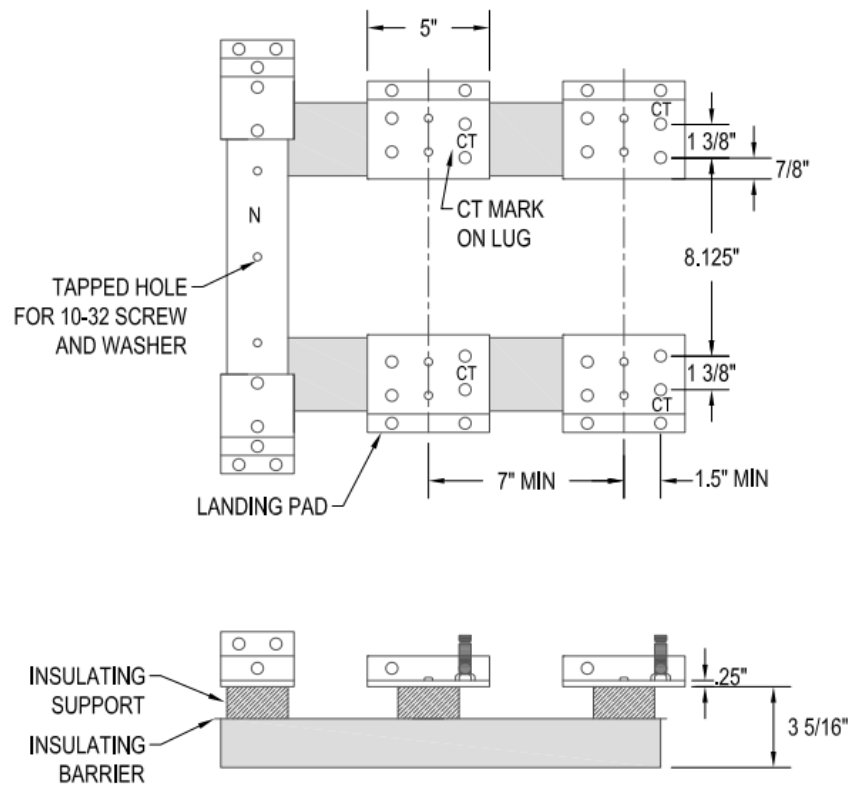 5"
CT
1 3/8"
7/8"
CT
N
CT MARK
ON LUG
8.125"
TAPPED HOLE
FOR 10-32 SCREW
AND WASHER
CT
1 3/8"
CT
7" MIN
1.5" MIN
LANDING PAD
INSULATING
SUPPORT
.25"
3 5/16"
INSULATING
BARRIER